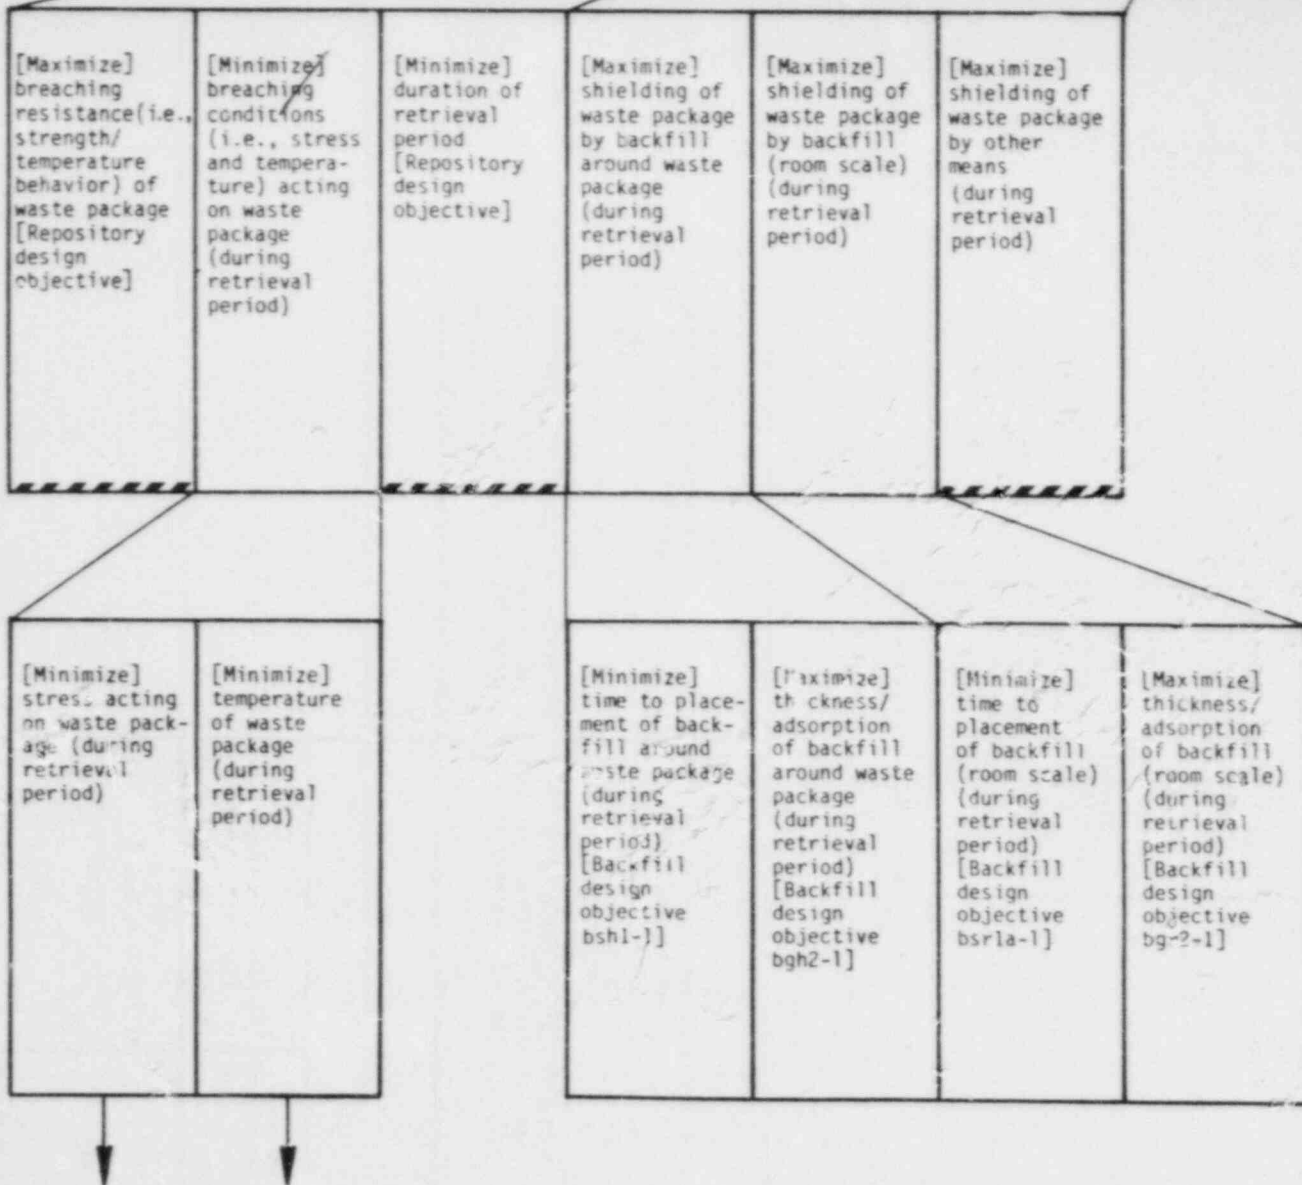 [Maximize]
breaching
resistance(i.e.,
strength/
temperature
behavior) of
waste package
[Repository
design
objective]
[Minimize]
breaching
conditions
(i.e., stress
and tempera-
ture) acting
on waste
package
(during
retrieval
period)
[Minimize]
duration of
retrieval
period
[Repository
design
objective]
[Maximize]
shielding of
waste package
by backfill
around waste
package
(during
retrieval
period)
[Maximize]
shielding of
waste package
by backfill
(room scale)
(during
retrieval
period)
[Maximize]
shielding of
waste package
by other
means
(during
retrieval
period)
[Minimize]
stress acting
on waste pack-
age (during
retrieval
period)
[Minimize]
temperature
of waste
package
(during
retrieval
period)
[Minimize]
time to place-
ment of back-
fill around
waste package
(during
retrieval
period)
[Backfill
design
objective
bsh1-1]
[Maximize]
thickness/
adsorption
of backfill
around waste
package
(during
retrieval
period)
[Backfill
design
objective
bgh2-1]
[Minimize]
time to
placement
of backfill
(room scale)
(during
retrieval
period)
[Backfill
design
objective
bsr1a-1]
[Maximize]
thickness/
adsorption
of backfill
(room scale)
(during
retrieval
period)
[Backfill
design
objective